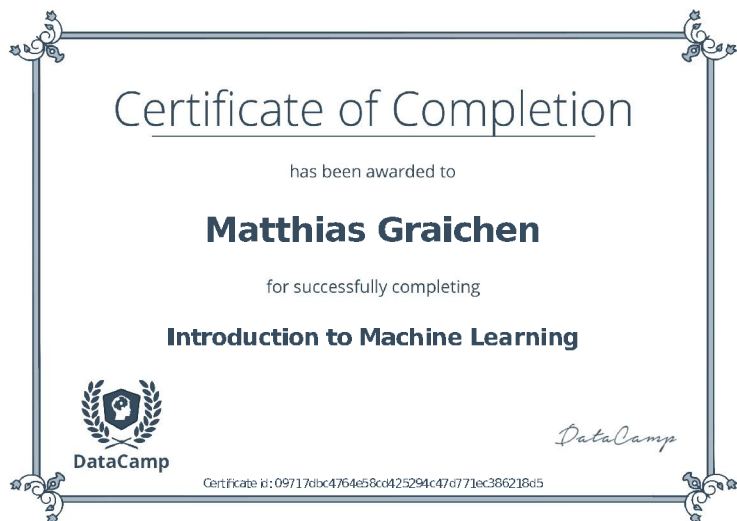 Certificate of Completion
has been awarded to
Matthias Graichen
for successfully completing
Introduction to Machine Learning
DataCamp
DataCamp
Certificate id: 09717dbc4764e58cd425294c47d771ec386218d5